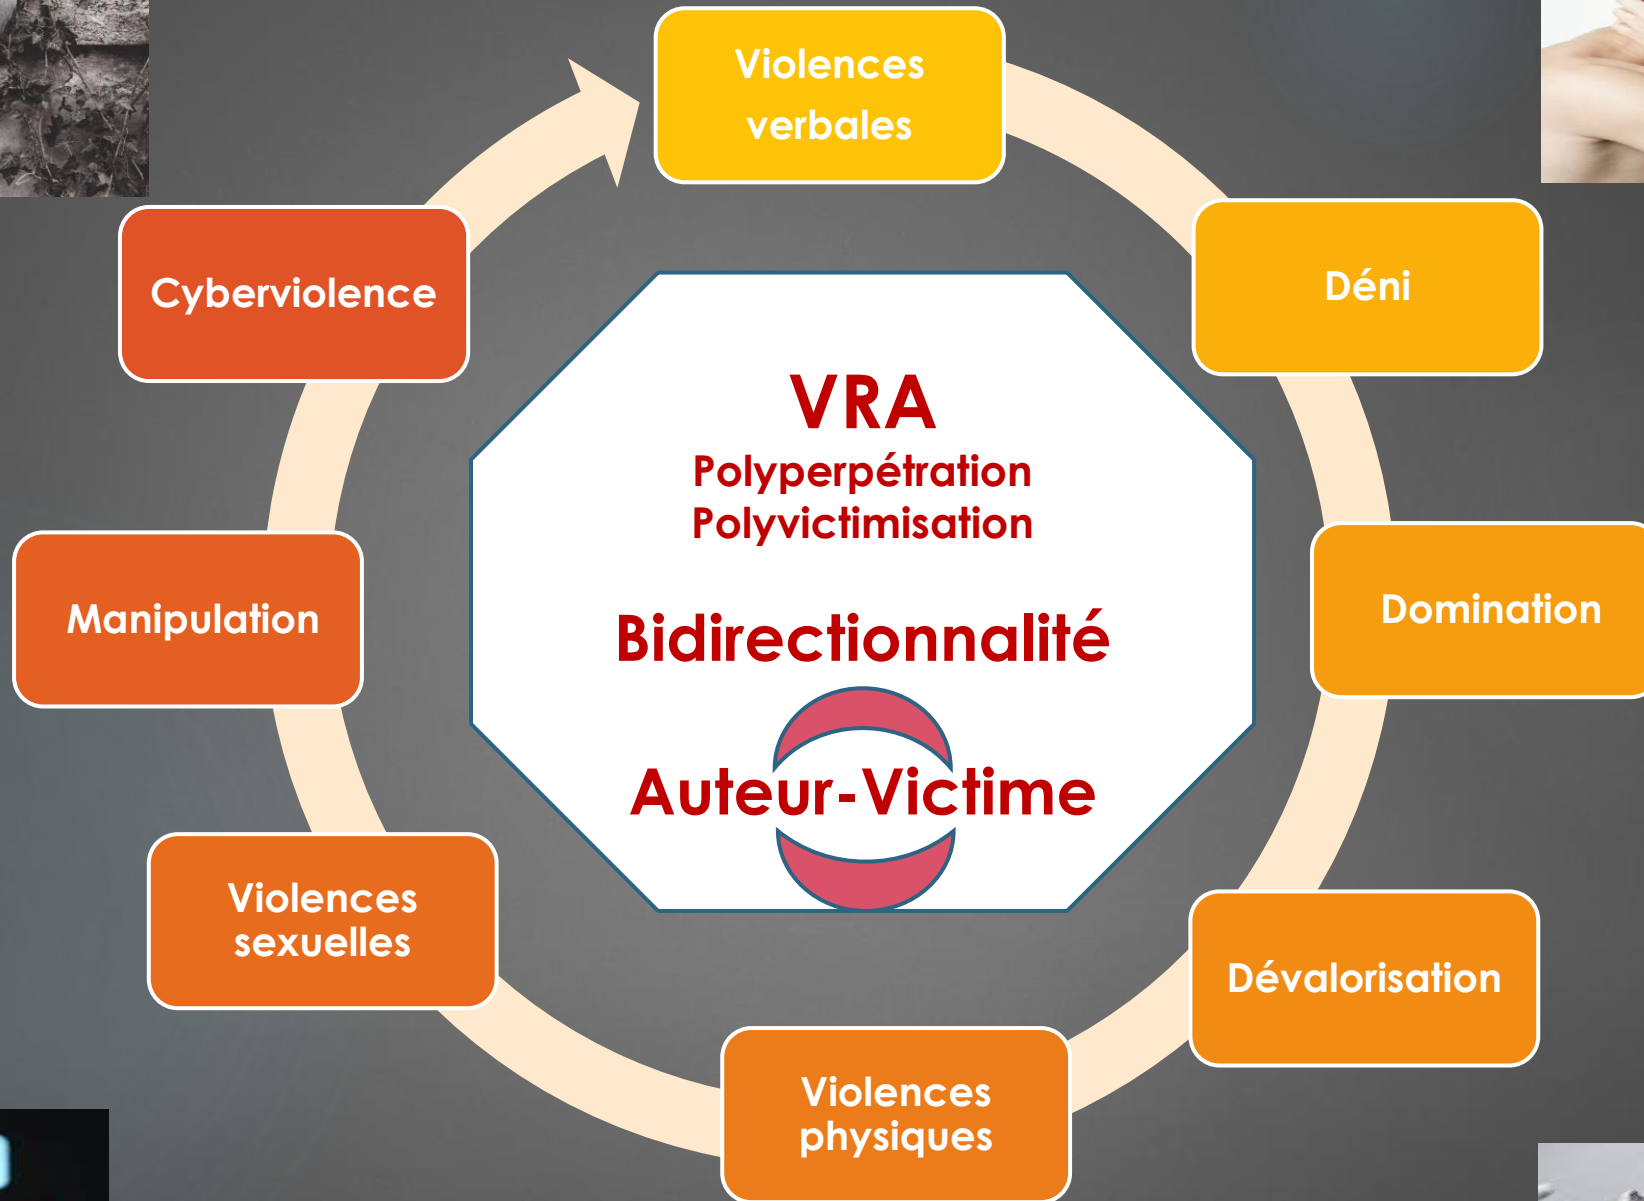 Violences
verbales
Déni
Domination
Dévalorisation
Violences
physiques
Violences
sexuelles
Manipulation
Cyberviolence
VRA
Polyperpétration
Polyvictimisation
Bidirectionnalité
Auteur-Victime